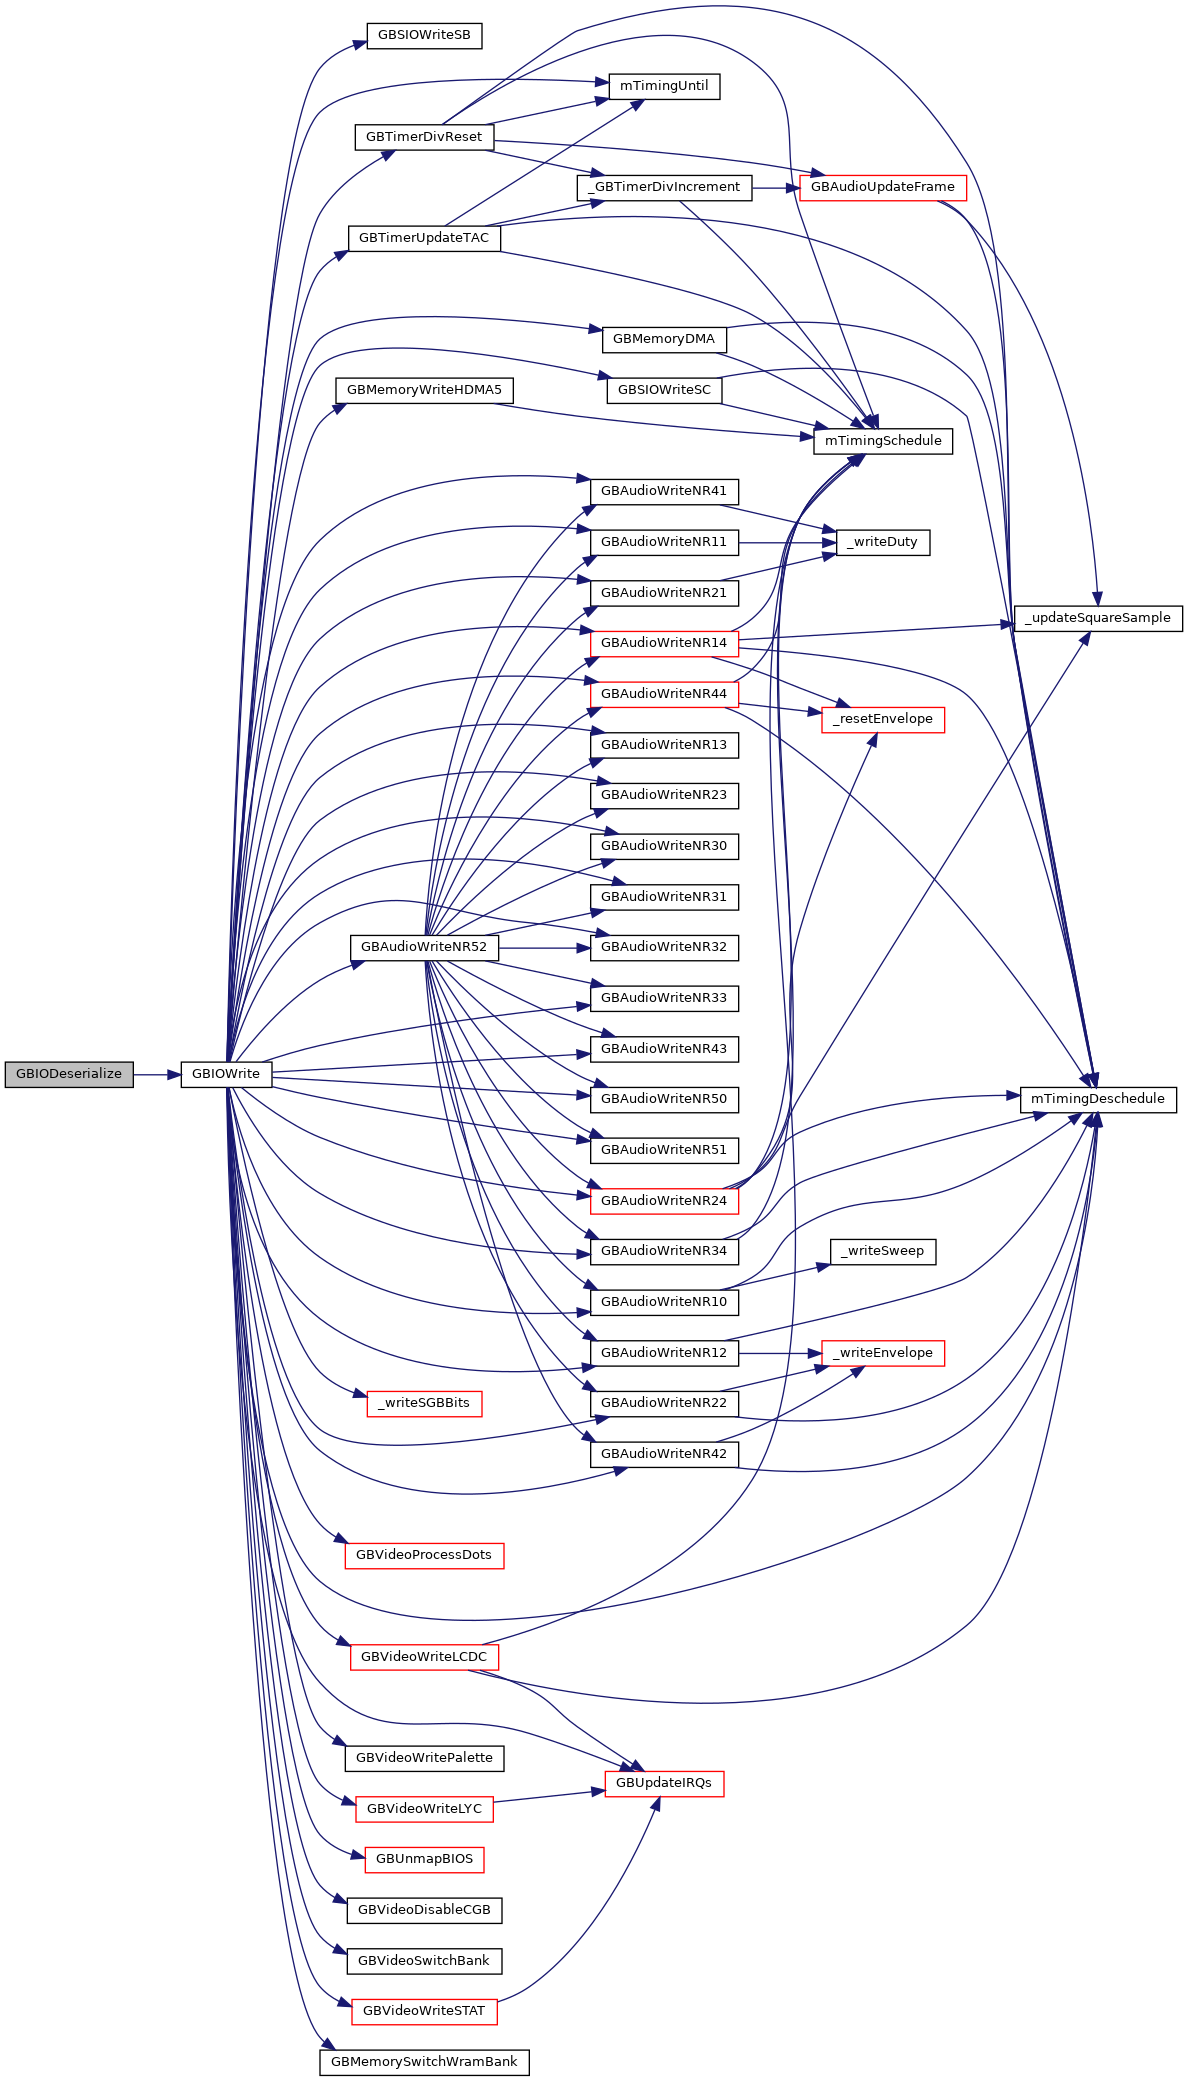 GBSIOWriteSB
mTimingUntil
GBTimerDivReset
_GBTimerDivIncrement
GBAudioUpdateFrame
GBTimerUpdateTAC
GBMemoryDMA
GBMemoryWriteHDMA5
GBSIOWriteSC
mTimingSchedule
GBAudioWriteNR41
GBAudioWriteNR11
_writeDuty
GBAudioWriteNR21
_updateSquareSample
GBAudioWriteNR14
GBAudioWriteNR44
_resetEnvelope
GBAudioWriteNR13
GBAudioWriteNR23
GBAudioWriteNR30
GBAudioWriteNR31
GBAudioWriteNR52
GBAudioWriteNR32
GBAudioWriteNR33
GBAudioWriteNR43
GBIODeserialize
GBIOWrite
GBAudioWriteNR50
mTimingDeschedule
GBAudioWriteNR51
GBAudioWriteNR24
GBAudioWriteNR34
_writeSweep
GBAudioWriteNR10
GBAudioWriteNR12
_writeEnvelope
_writeSGBBits
GBAudioWriteNR22
GBAudioWriteNR42
GBVideoProcessDots
GBVideoWriteLCDC
GBVideoWritePalette
GBUpdateIRQs
GBVideoWriteLYC
GBUnmapBIOS
GBVideoDisableCGB
GBVideoSwitchBank
GBVideoWriteSTAT
GBMemorySwitchWramBank